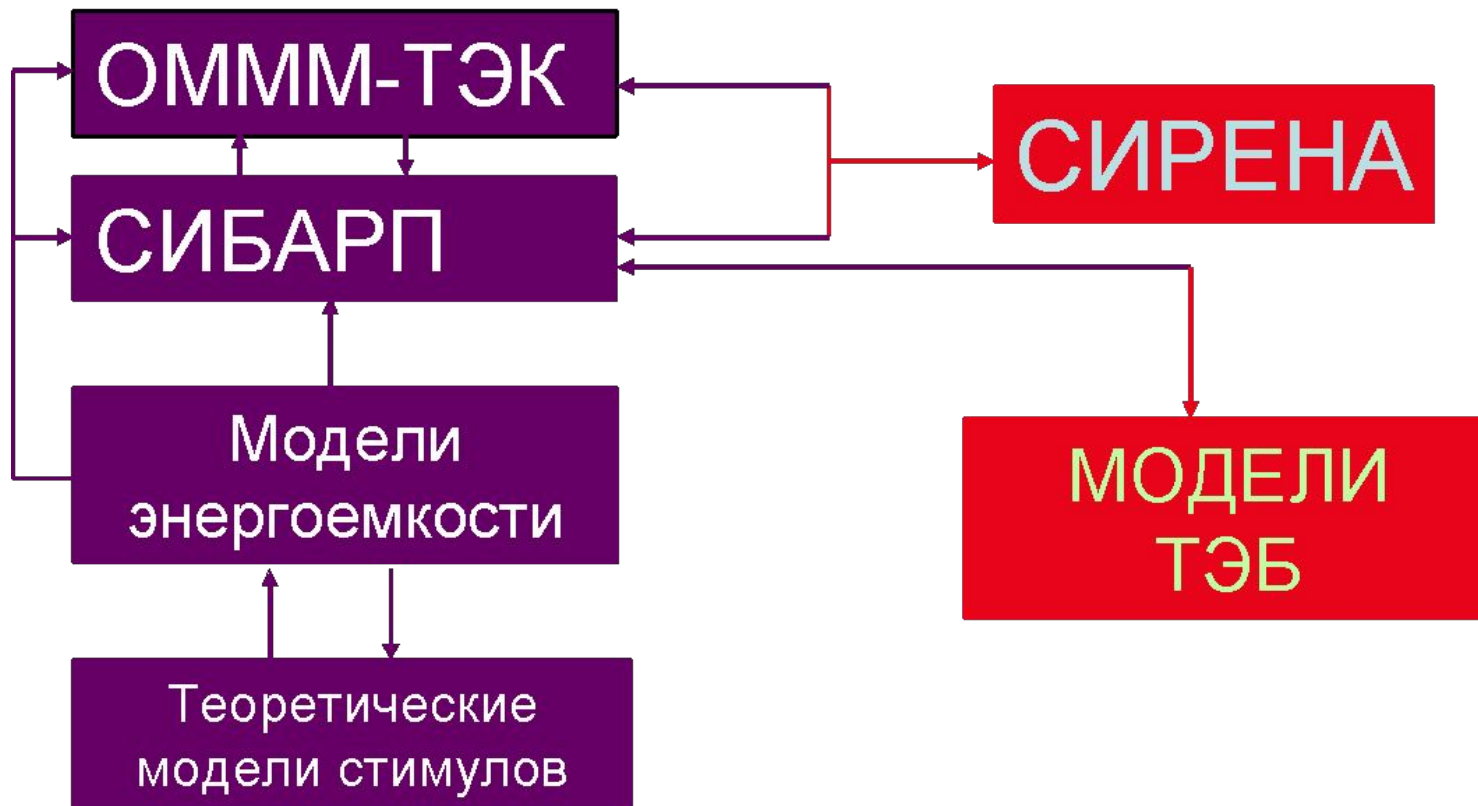 ОМММ-ТЭК
СИРЕНА
СИБАРП
Модели
энергоемкости
МОДЕЛИ
ТЭБ
Теоретические
модели стимулов